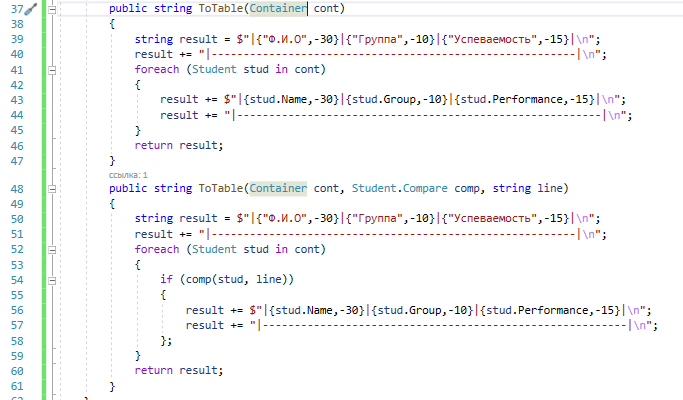 37 public string ToTable(Container cont)
38 {
39 string result = $"|{"Ф.И.О",-30}|{"Группа",-10}|{"Успеваемость",-15}|\n";
40 result += "|---------------------------------------------------------|\n";
41 foreach (Student stud in cont)
42 {
43 result += $"|{stud.Name,-30}|{stud.Group,-10}|{stud.Performance,-15}|\n";
44 result += "|---------------------------------------------------------|\n";
45 }
46 return result;
47 }
ссылка: 1
48 public string ToTable(Container cont, Student.Compare comp, string line)
49 {
50 string result = $"|{"Ф.И.О",-30}|{"Группа",-10}|{"Успеваемость",-15}|\n";
51 result += "|---------------------------------------------------------|\n";
52 foreach (Student stud in cont)
53 {
54 if (comp(stud, line))
55 {
56 result += $"|{stud.Name,-30}|{stud.Group,-10}|{stud.Performance,-15}|\n";
57 result += "|---------------------------------------------------------|\n";
58 };
59 }
60 return result;
61 }